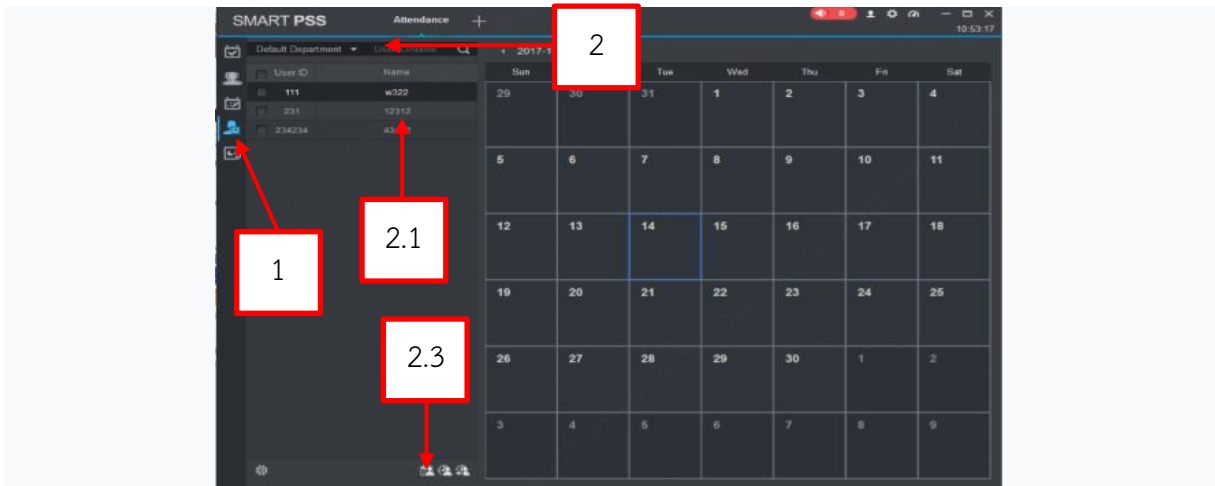 SMART PSS Attendance + 0
10:53:17
Default Department
2
2017-1
User ID Name
Sun Tue Wed Thu Fri Sat
111 w322
231 12312
234234
29 30 31 1 2 3 4
5 6 7 8 9 10 11
12 13 14 15 16 17 18
19 20 21 22 23 24 25
26 27 28 29 30 1 2
3 4 5 6 7 8 9
1
2.1
2.3